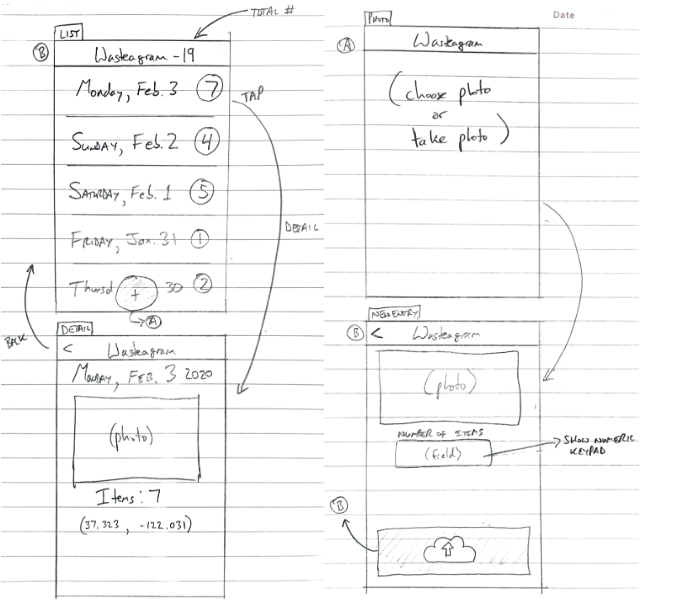 TOTAL #
LIST
B
Wasteagram - 19
Monday, Feb. 3 7
TAP
SUNDAY, Feb. 2 4
SATURDAY, Feb. 1 5
DETAIL
FRIDAY, Jan. 31 1
Thursd + 30 2
A
BACK
DETAIL
< Wasteagram
MONDAY, FEB. 3 2020
(photo)
Items: 7
(37.323, -122.031)
Date
PHOTO
A
Wasteagram
(choose photo
or
take photo)
NEW ENTRY
B
< Wasteagram
(photo)
NUMBER OF ITEMS
(field)
SHOW NUMERIC
KEYPAD
B